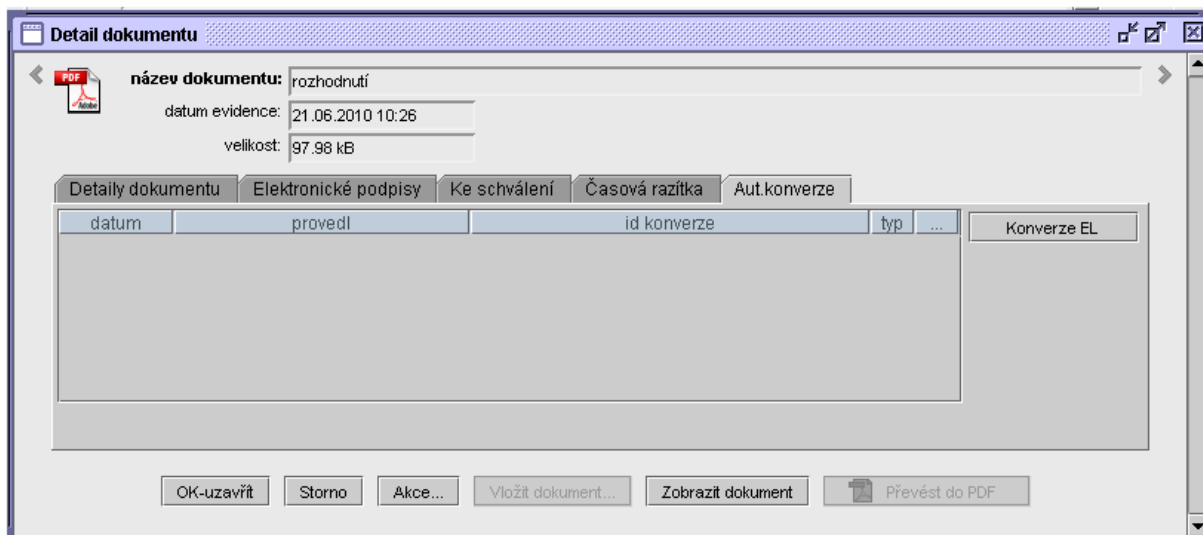 Detail dokumentu
PDF
Adobe
název dokumentu: rozhodnutí
datum evidence: 21.06.2010 10:26
velikost: 97.98 kB
Detaily dokumentu Elektronické podpisy Ke schválení Časová razítka Aut.konverze
datum provedl id konverze typ ... Konverze EL
OK-uzavřít Storno Akce... Vložit dokument... Zobrazit dokument Převést do PDF